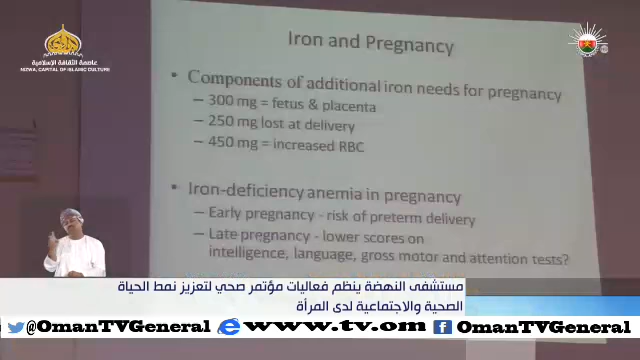 عاصمة الثقافة الإسلامية
NIZWA, CAPITAL OF ISLAMIC CULTURE
Iron and Pregnancy
• Components of additional iron needs for pregnancy
– 300 mg = fetus & placenta
– 250 mg lost at delivery
– 450 mg = increased RBC
• Iron-deficiency anemia in pregnancy
– Early pregnancy - risk of preterm delivery
– Late pregnancy - lower scores on
intelligence, language, gross motor and attention tests?
مستشفى النهضة ينظم فعاليات مؤتمر صحي لتعزيز نمط الحياة
الصحية والاجتماعية لدى المرأة
@OmanTVGeneral www.tv.om OmanTVGeneral